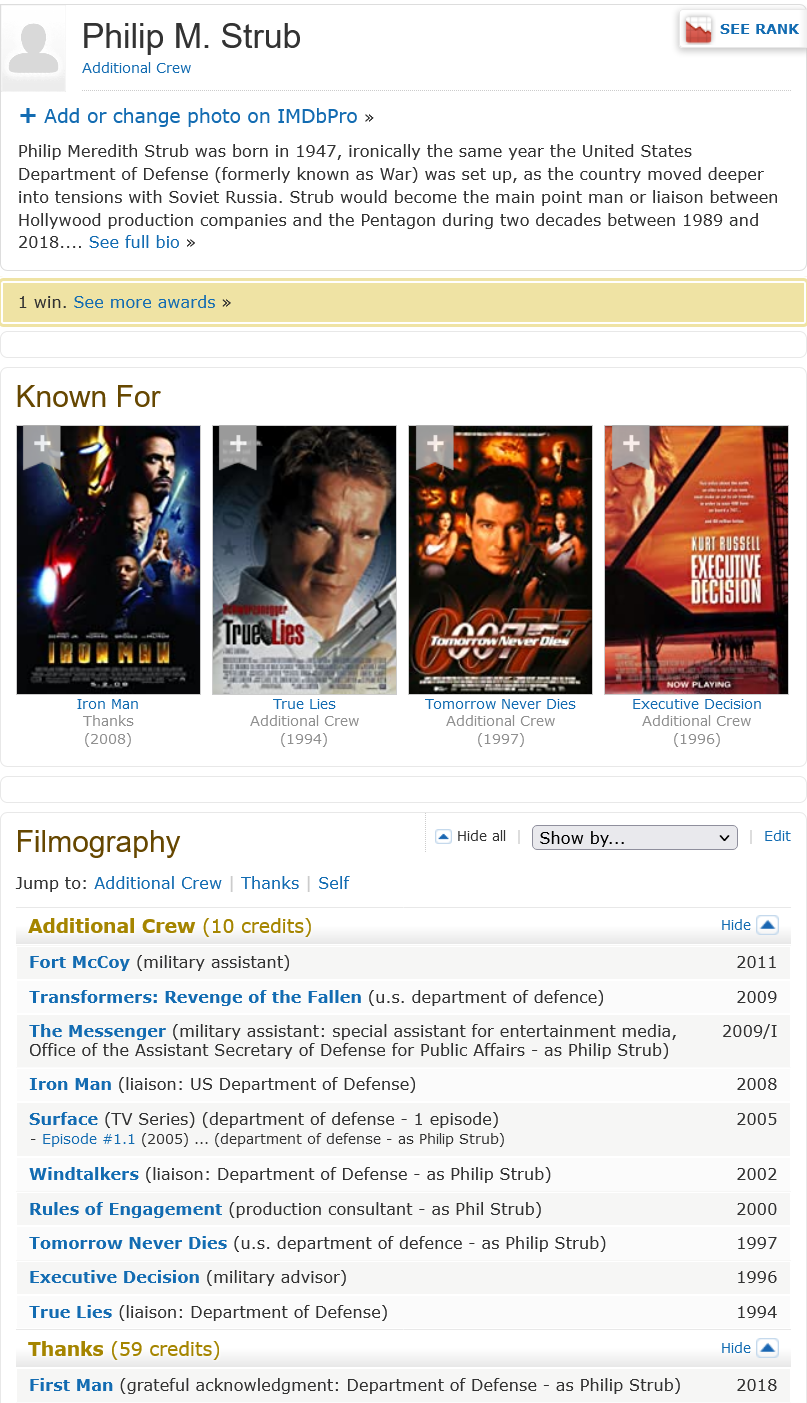 Philip M. Strub
SEE RANK
Additional Crew
+ Add or change photo on IMDbPro »
Philip Meredith Strub was born in 1947, ironically the same year the United States
Department of Defense (formerly known as War) was set up, as the country moved deeper
into tensions with Soviet Russia. Strub would become the main point man or liaison between
Hollywood production companies and the Pentagon during two decades between 1989 and
2018.... See full bio »
1 win. See more awards »
Known For
IRON MAN
Schwarzenegger
True Lies
007
Tomorrow Never Dies
KURT RUSSELL
EXECUTIVE
DECISION
NOW PLAYING
Iron Man
Thanks
(2008)
True Lies
Additional Crew
(1994)
Tomorrow Never Dies
Additional Crew
(1997)
Executive Decision
Additional Crew
(1996)
Filmography
Hide all | Show by... | Edit
Jump to: Additional Crew | Thanks | Self
Additional Crew (10 credits) Hide
Fort McCoy (military assistant) 2011
Transformers: Revenge of the Fallen (u.s. department of defence) 2009
The Messenger (military assistant: special assistant for entertainment media, 2009/I
Office of the Assistant Secretary of Defense for Public Affairs - as Philip Strub)
Iron Man (liaison: US Department of Defense) 2008
Surface (TV Series) (department of defense - 1 episode) 2005
- Episode #1.1 (2005) ... (department of defense - as Philip Strub)
Windtalkers (liaison: Department of Defense - as Philip Strub) 2002
Rules of Engagement (production consultant - as Phil Strub) 2000
Tomorrow Never Dies (u.s. department of defence - as Philip Strub) 1997
Executive Decision (military advisor) 1996
True Lies (liaison: Department of Defense) 1994
Thanks (59 credits) Hide
First Man (grateful acknowledgment: Department of Defense - as Philip Strub) 2018